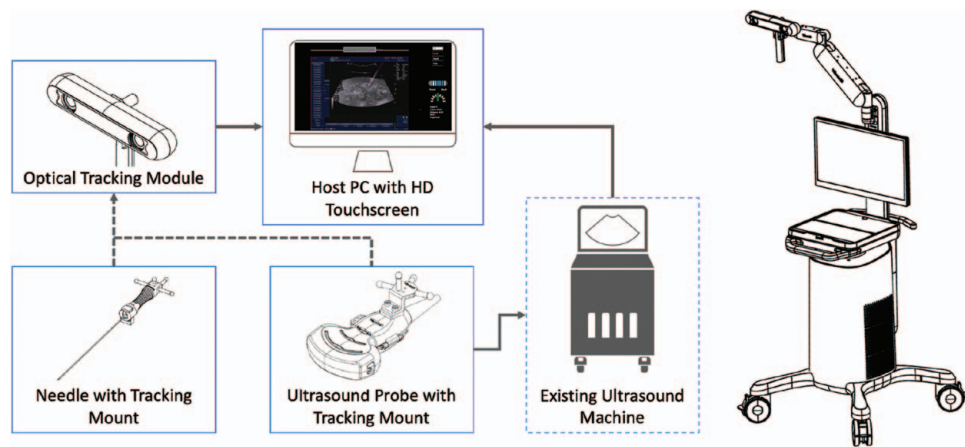 Optical Tracking Module
Host PC with HD
Touchscreen
Needle with Tracking
Mount
Ultrasound Probe with
Tracking Mount
Existing Ultrasound
Machine